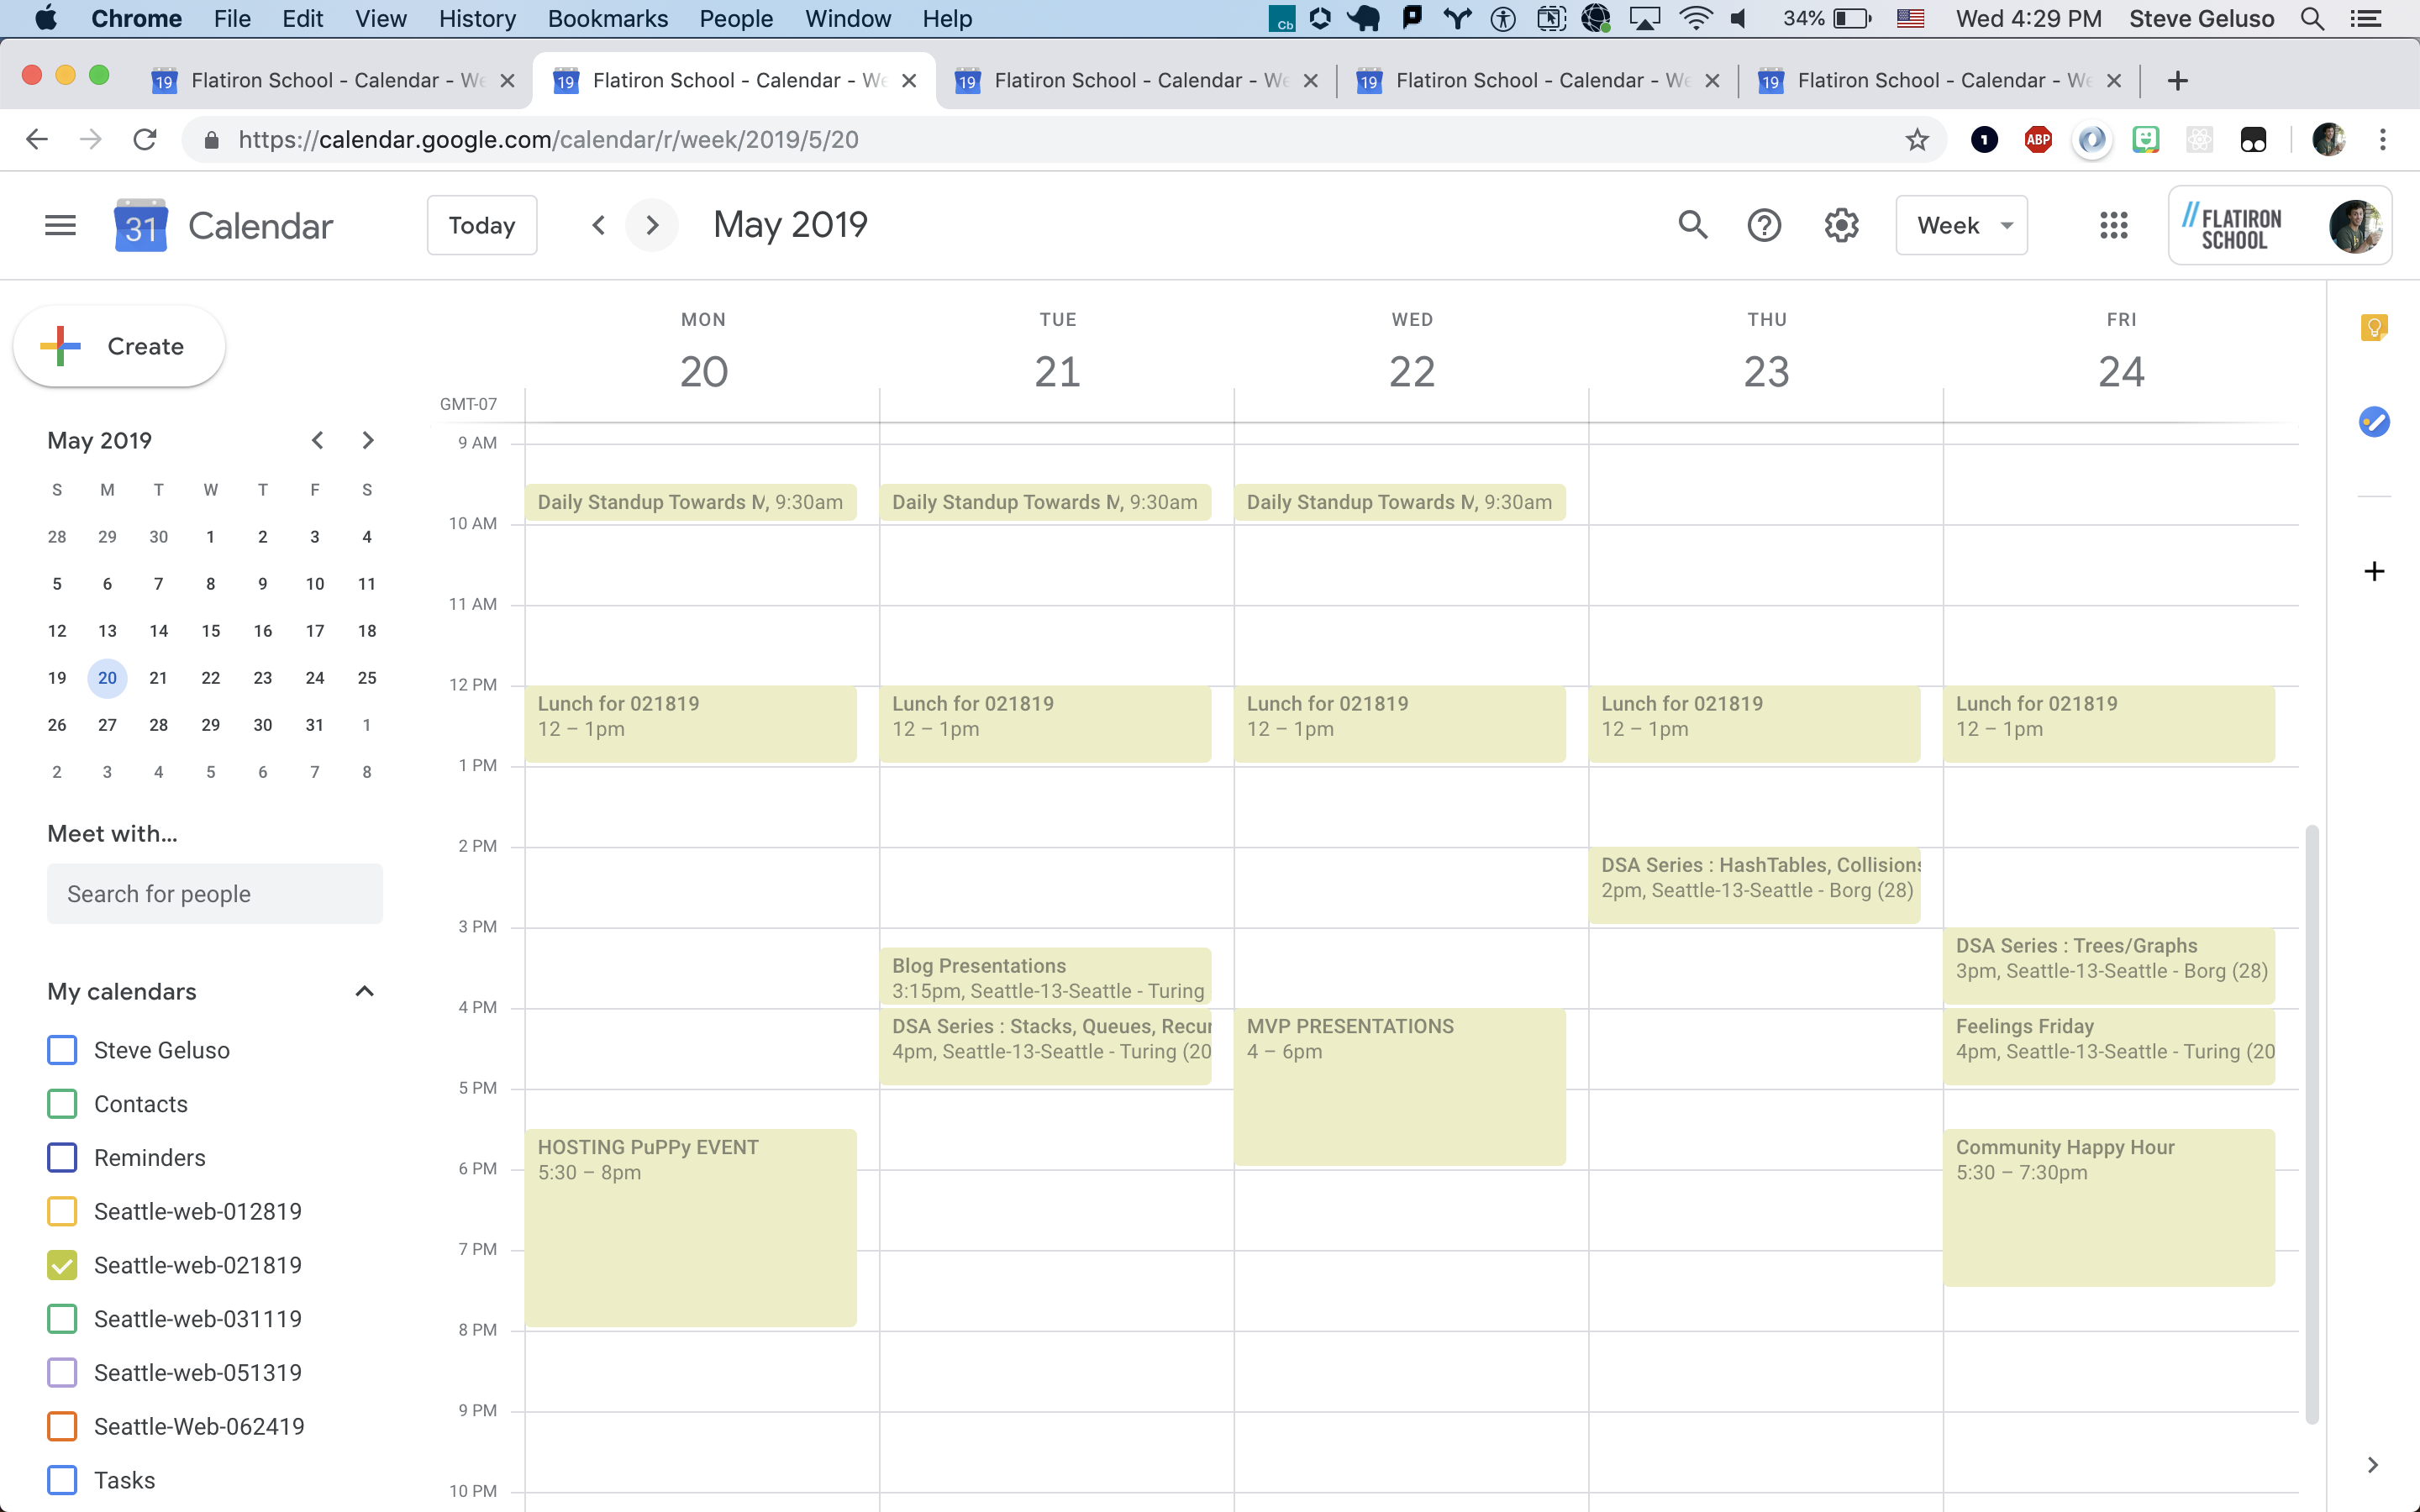 Chrome File Edit View History Bookmarks People Window Help Cb 34% Wed 4:29 PM Steve Geluso
19 Flatiron School - Calendar - We 19 Flatiron School - Calendar - We 19 Flatiron School - Calendar - We 19 Flatiron School - Calendar - We 19 Flatiron School - Calendar - We
https://calendar.google.com/calendar/r/week/2019/5/20 1 ABP
31 Calendar Today May 2019 Week // FLATIRON
SCHOOL
Create
MON TUE WED THU FRI
20 21 22 23 24
GMT-07
May 2019
S M T W T F S
28 29 30 1 2 3 4
5 6 7 8 9 10 11
12 13 14 15 16 17 18
19 20 21 22 23 24 25
26 27 28 29 30 31 1
2 3 4 5 6 7 8
Meet with...
Search for people
My calendars
Steve Geluso
Contacts
Reminders
Seattle-web-012819
Seattle-web-021819
Seattle-web-031119
Seattle-web-051319
Seattle-Web-062419
Tasks
9 AM
10 AM
11 AM
12 PM
1 PM
2 PM
3 PM
4 PM
5 PM
6 PM
7 PM
8 PM
9 PM
10 PM
Daily Standup Towards M, 9:30am
Lunch for 021819
12 – 1pm
HOSTING PuPPy EVENT
5:30 – 8pm
Daily Standup Towards M, 9:30am
Lunch for 021819
12 – 1pm
Blog Presentations
3:15pm, Seattle-13-Seattle - Turing
DSA Series : Stacks, Queues, Recur
4pm, Seattle-13-Seattle - Turing (20
Daily Standup Towards M, 9:30am
Lunch for 021819
12 – 1pm
MVP PRESENTATIONS
4 – 6pm
Lunch for 021819
12 – 1pm
DSA Series : HashTables, Collisions
2pm, Seattle-13-Seattle - Borg (28)
Lunch for 021819
12 – 1pm
DSA Series : Trees/Graphs
3pm, Seattle-13-Seattle - Borg (28)
Feelings Friday
4pm, Seattle-13-Seattle - Turing (20
Community Happy Hour
5:30 – 7:30pm